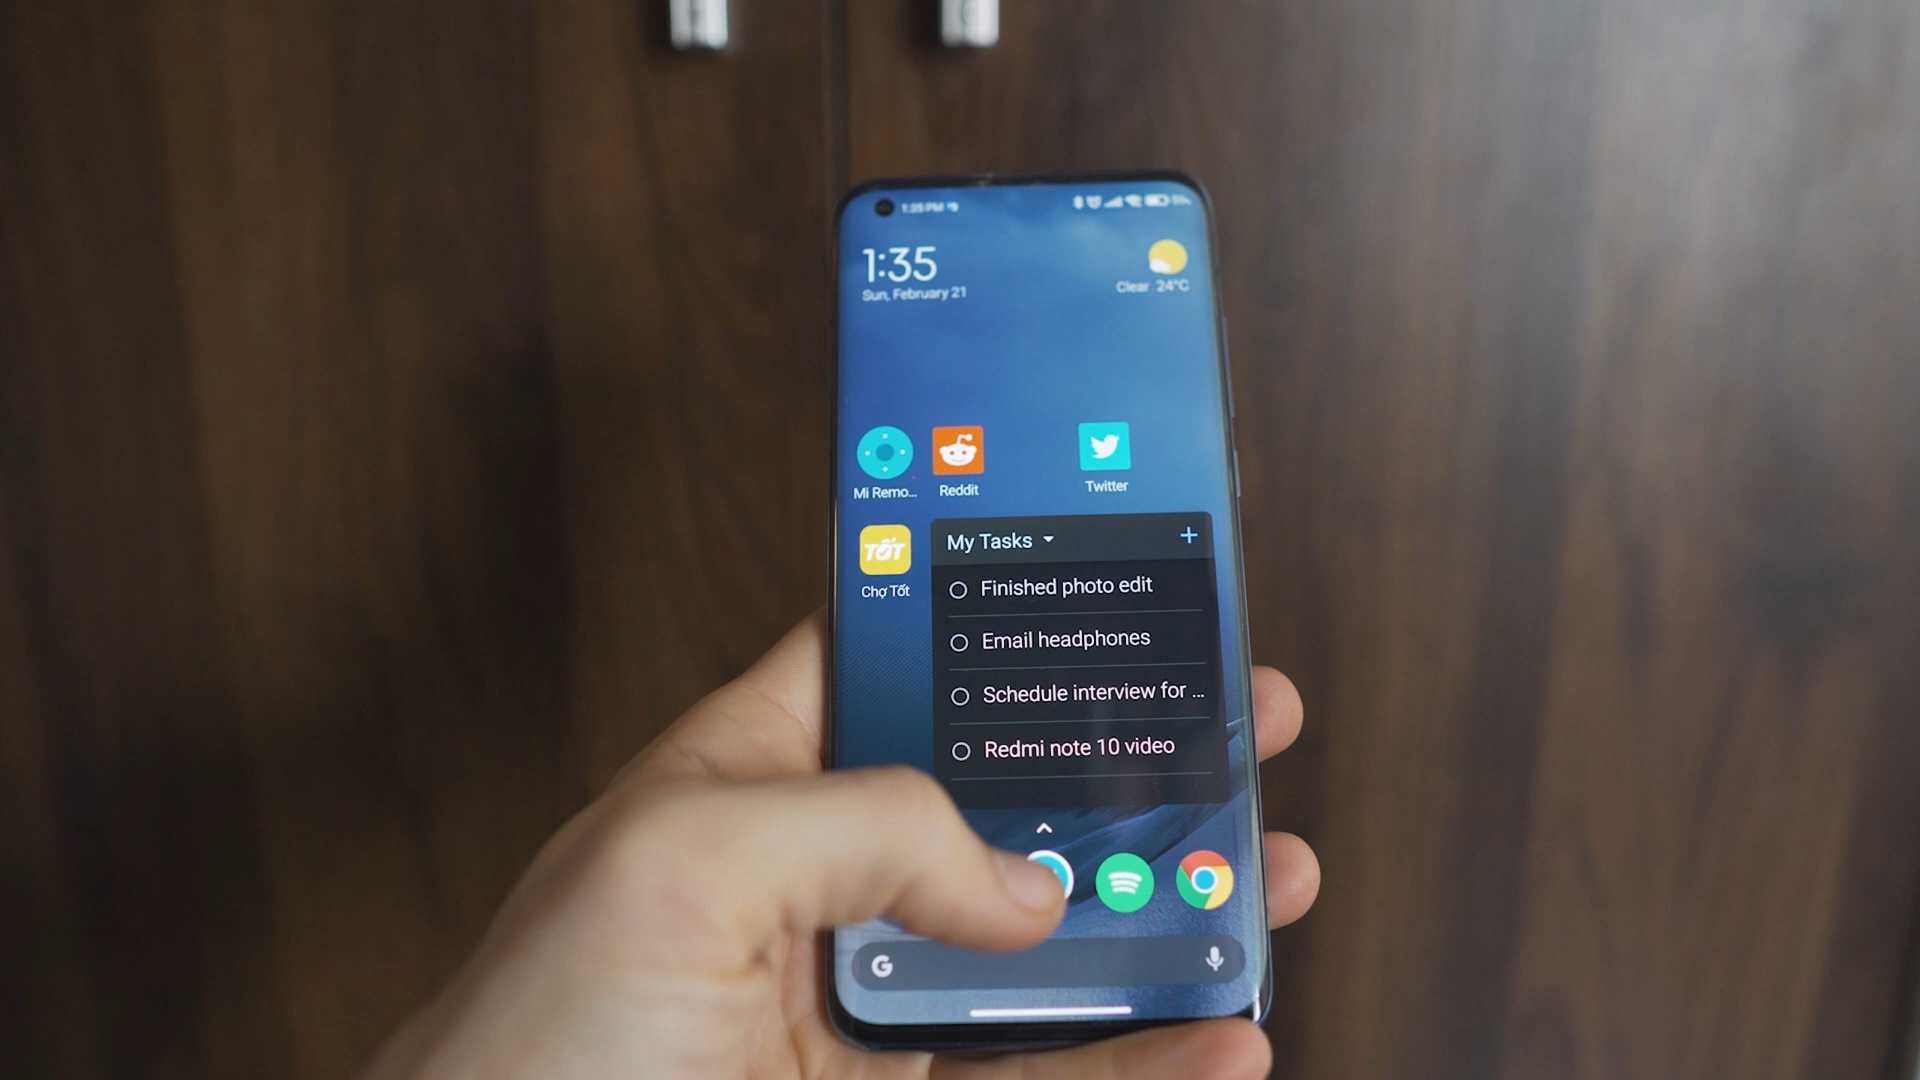 1:35 PM
1:35
Sun, February 21
Clear 24°C
Mi Remo...
Reddit
Twitter
TỐT
Chợ Tốt
My Tasks
Finished photo edit
Email headphones
Schedule interview for ...
Redmi note 10 video
G